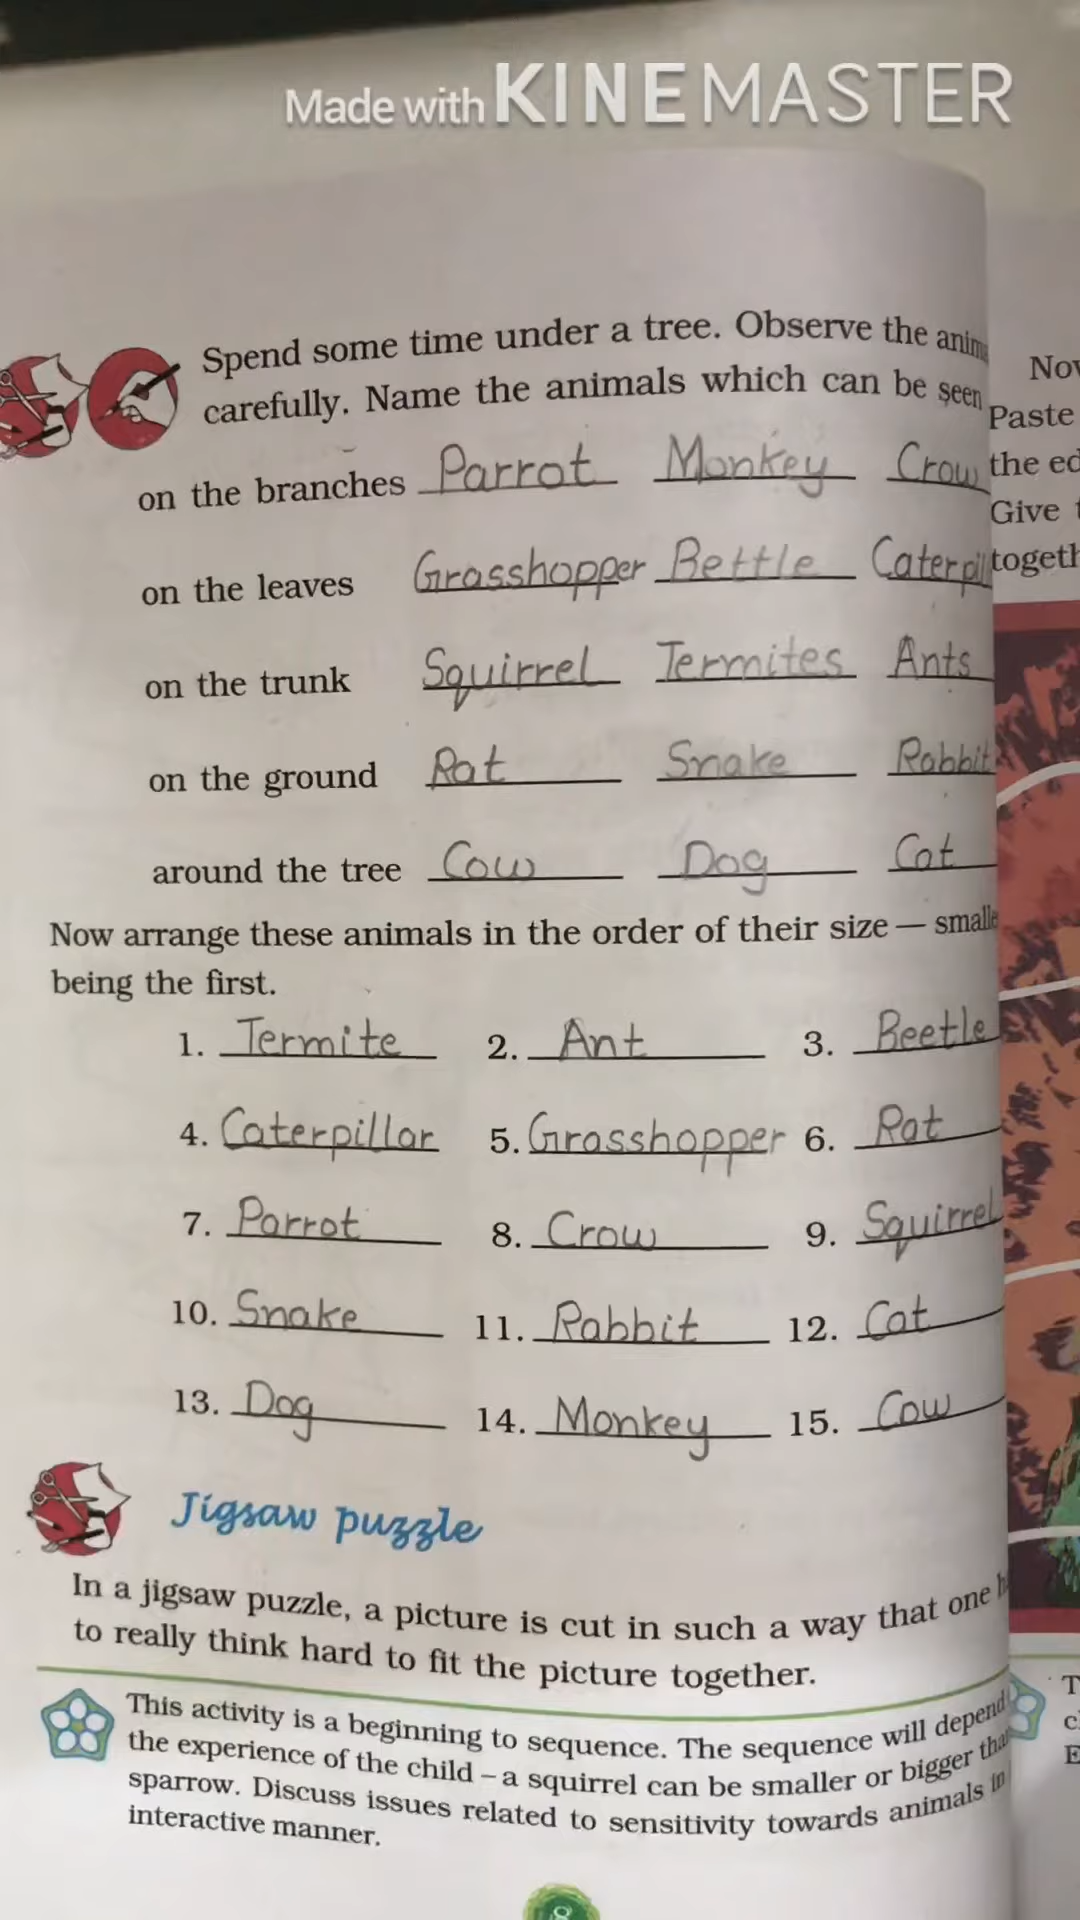 Made with KINEMASTER
Spend some time under a tree. Observe the anim
carefully. Name the animals which can be seen
on the branches Parrot Monkey Crow
on the leaves Grasshopper Bettle Caterpil
on the trunk Squirrel Termites Ants
on the ground Rat Snake Rabbit
around the tree Cow Dog Cat
Now arrange these animals in the order of their size — smalle
being the first.
1. Termite 2. Ant 3. Beetle
4. Caterpillar 5. Grasshopper 6. Rat
7. Parrot 8. Crow 9. Squirrel
10. Snake 11. Rabbit 12. Cat
13. Dog 14. Monkey 15. Cow
Jigsaw puzzle
In a jigsaw puzzle, a picture is cut in such a way that one h
to really think hard to fit the picture together.
This activity is a beginning to sequence. The sequence will depend
the experience of the child – a squirrel can be smaller or bigger tha
sparrow. Discuss issues related to sensitivity towards animals in
interactive manner.
8
Paste
the ed
Give t
togeth